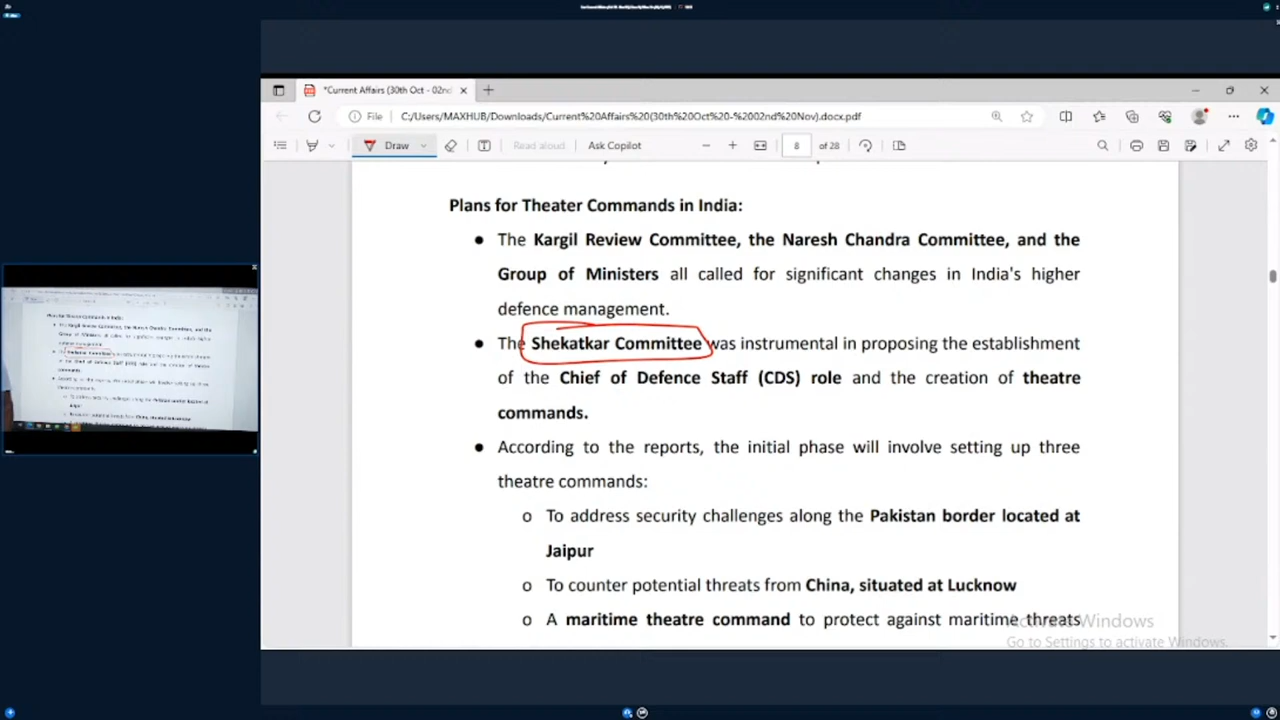 *Current Affairs (30th Oct - 02nd
File
C:/Users/MAXHUB/Downloads/Current%20Affairs%20(30th%20Oct%20-%2002nd%20Nov).docx.pdf
Draw
Read aloud
Ask Copilot
8
of 28
Plans for Theater Commands in India:
● The Kargil Review Committee, the Naresh Chandra Committee, and the
Group of Ministers all called for significant changes in India's higher
defence management.
● The Shekatkar Committee was instrumental in proposing the establishment
of the Chief of Defence Staff (CDS) role and the creation of theatre
commands.
● According to the reports, the initial phase will involve setting up three
theatre commands:
o To address security challenges along the Pakistan border located at
Jaipur
o To counter potential threats from China, situated at Lucknow
o A maritime theatre command to protect against maritime threats
Activate Windows
Go to Settings to activate Windows.